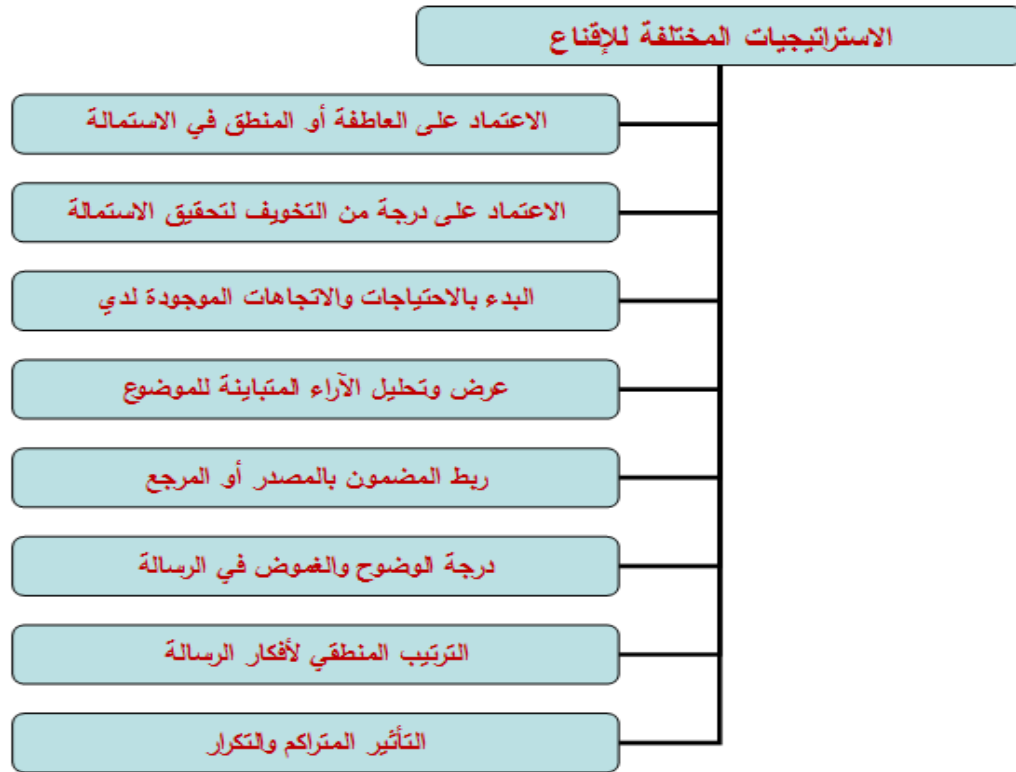 الاستراتيجيات المختلفة للإقناع
الاعتماد على العاطفة أو المنطق في الاستمالة
الاعتماد على درجة من التخويف لتحقيق الاستمالة
البدء بالاحتياجات والاتجاهات الموجودة لدي
عرض وتحليل الآراء المتباينة للموضوع
ربط المضمون بالمصدر أو المرجع
درجة الوضوح والغموض في الرسالة
الترتيب المنطقي لأفكار الرسالة
التأثير المتراكم والتكرار